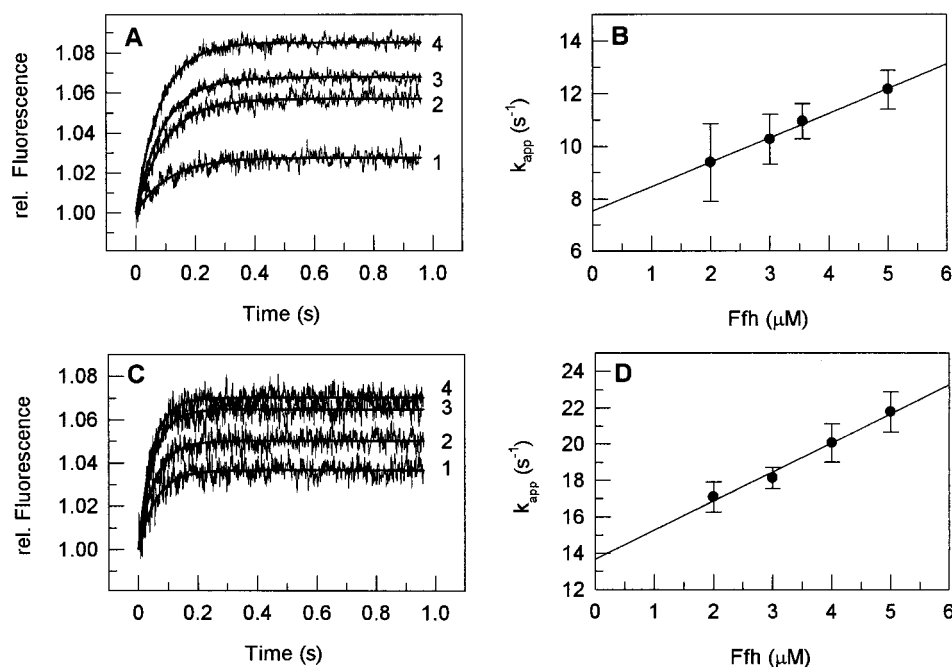 A
rel. Fluorescence
1.08
1.06
1.04
1.02
1.00
4
3
2
1
0 0.2 0.4 0.6 0.8 1.0
Time (s)
B
k_app (s⁻¹)
14
12
10
8
6
0 1 2 3 4 5 6
Ffh (μM)
C
rel. Fluorescence
1.08
1.06
1.04
1.02
1.00
4
3
2
1
0 0.2 0.4 0.6 0.8 1.0
Time (s)
D
k_app (s⁻¹)
24
22
20
18
16
14
12
0 1 2 3 4 5 6
Ffh (μM)